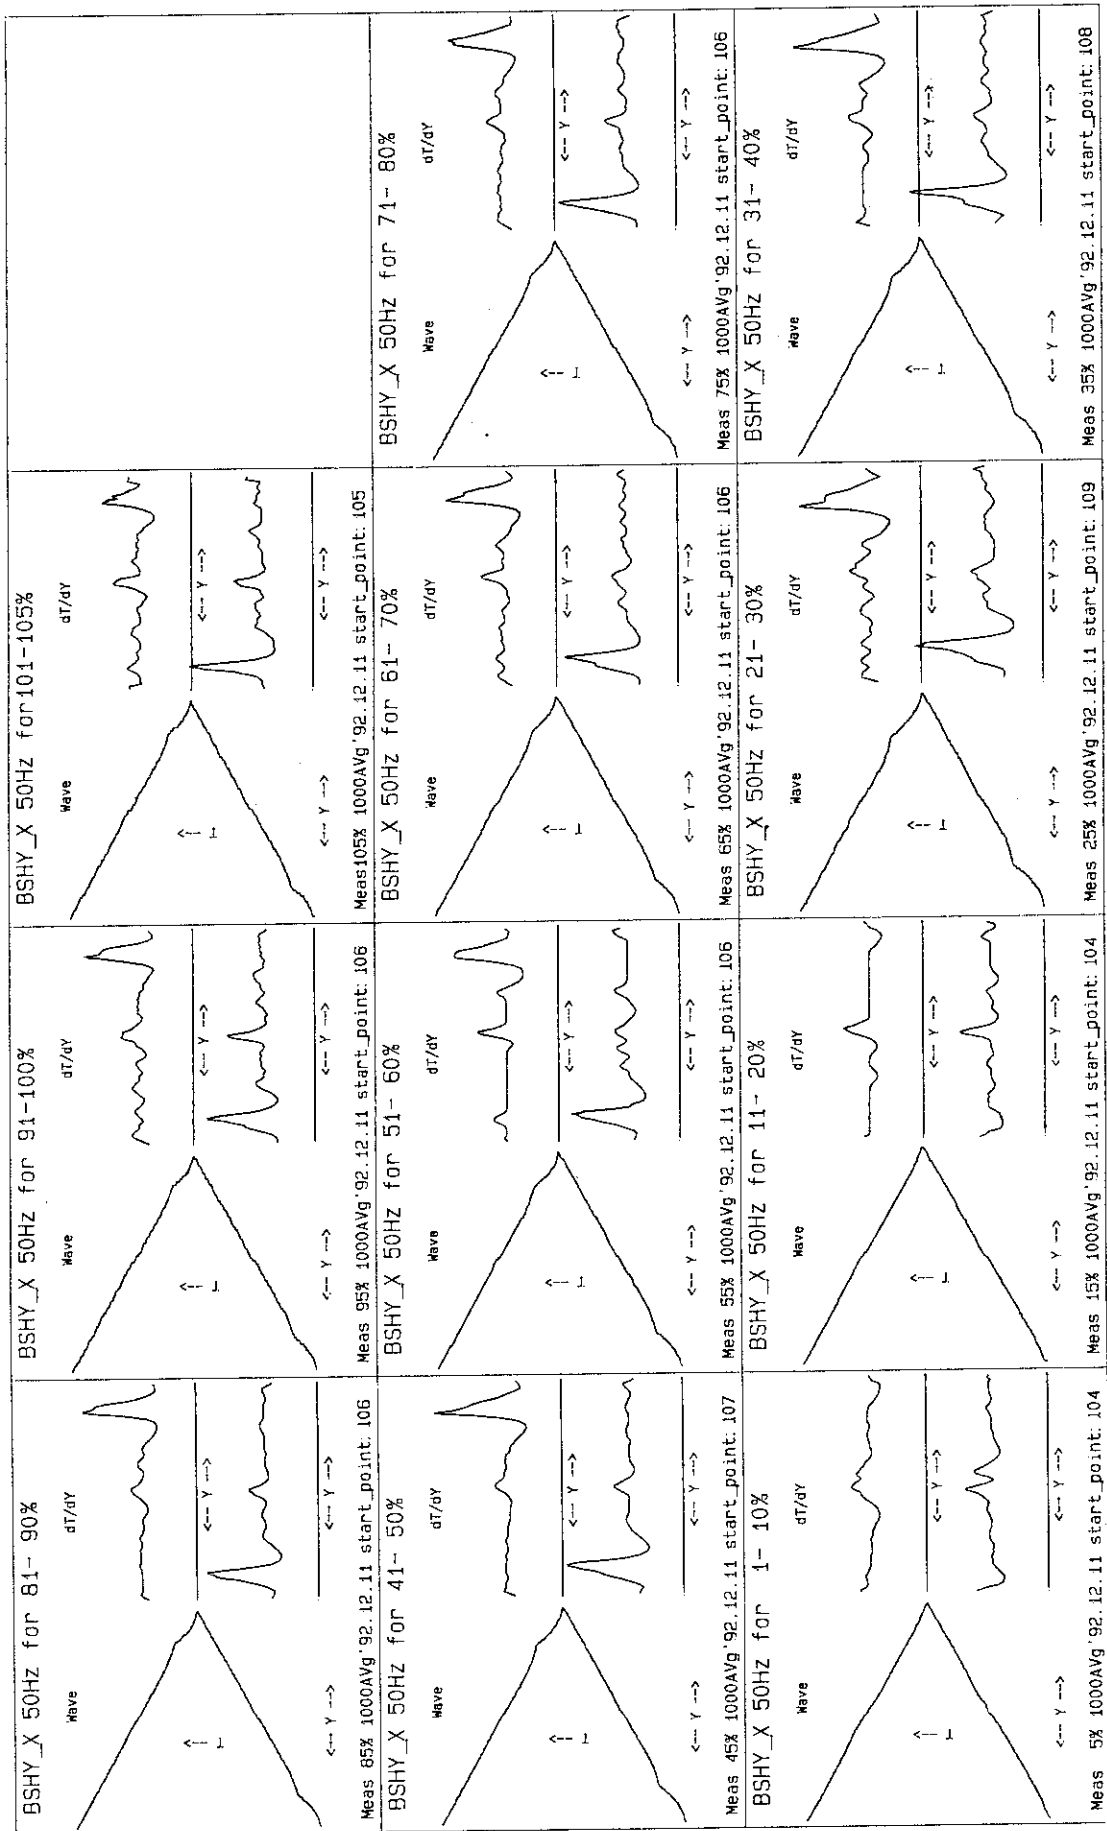 BSHY_X 50Hz for 81- 90%
Wave
dT/dY
<-- Y -->
T -->
<-- Y -->
<-- Y -->
Meas 85% 1000AVg'92.12.11 start_point: 106
BSHY_X 50Hz for 91-100%
Wave
dT/dY
<-- Y -->
T -->
<-- Y -->
<-- Y -->
Meas 95% 1000AVg'92.12.11 start_point: 106
BSHY_X 50Hz for101-105%
Wave
dT/dY
<-- Y -->
T -->
<-- Y -->
<-- Y -->
Meas105% 1000AVg'92.12.11 start_point: 105
BSHY_X 50Hz for 41- 50%
Wave
dT/dY
<-- Y -->
T -->
<-- Y -->
<-- Y -->
Meas 45% 1000AVg'92.12.11 start_point: 107
BSHY_X 50Hz for 51- 60%
Wave
dT/dY
<-- Y -->
T -->
<-- Y -->
<-- Y -->
Meas 55% 1000AVg'92.12.11 start_point: 106
BSHY_X 50Hz for 61- 70%
Wave
dT/dY
<-- Y -->
T -->
<-- Y -->
<-- Y -->
Meas 65% 1000AVg'92.12.11 start_point: 106
BSHY_X 50Hz for 71- 80%
Wave
dT/dY
<-- Y -->
T -->
<-- Y -->
<-- Y -->
Meas 75% 1000AVg'92.12.11 start_point: 106
BSHY_X 50Hz for 1- 10%
Wave
dT/dY
<-- Y -->
T -->
<-- Y -->
<-- Y -->
Meas 5% 1000AVg'92.12.11 start_point: 104
BSHY_X 50Hz for 11- 20%
Wave
dT/dY
<-- Y -->
T -->
<-- Y -->
<-- Y -->
Meas 15% 1000AVg'92.12.11 start_point: 104
BSHY_X 50Hz for 21- 30%
Wave
dT/dY
<-- Y -->
T -->
<-- Y -->
<-- Y -->
Meas 25% 1000AVg'92.12.11 start_point: 109
BSHY_X 50Hz for 31- 40%
Wave
dT/dY
<-- Y -->
T -->
<-- Y -->
<-- Y -->
Meas 35% 1000AVg'92.12.11 start_point: 108